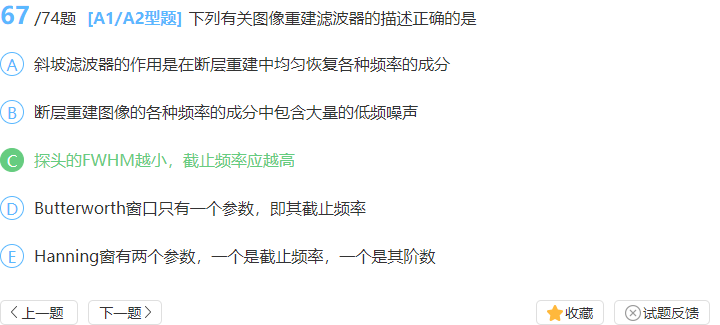 67/74题 [A1/A2型题] 下列有关图像重建滤波器的描述正确的是
A 斜坡滤波器的作用是在断层重建中均匀恢复各种频率的成分
B 断层重建图像的各种频率的成分中包含大量的低频噪声
C 探头的FWHM越小，截止频率应越高
D Butterworth窗口只有一个参数，即其截止频率
E Hanning窗有两个参数，一个是截止频率，一个是其阶数
上一题 下一题 收藏 试题反馈